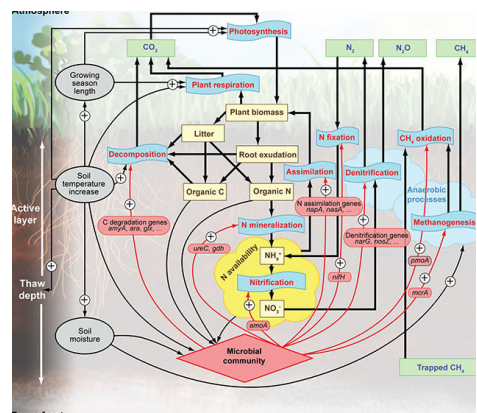 Atmosphere
CO2
Photosynthesis
N2
N2O
CH4
Growing
season
length
Plant respiration
Plant biomass
Litter
N fixation
CH4 oxidation
Decomposition
Root exudation
Assimilation
Denitrification
Anaerobic
processes
Soil
temperature
increase
Organic C
Organic N
N assimilation genes
napA, nasA, ...
Active
layer
C degradation genes
amyA, ara, glx, ...
N mineralization
Methanogenesis
Denitrification genes
narG, nosZ, ...
ureC, gdh
N availability
NH4+
pmoA
Thaw
depth
Nitrification
nifH
mcrA
NO3-
amoA
Soil
moisture
Microbial
community
Trapped CH4